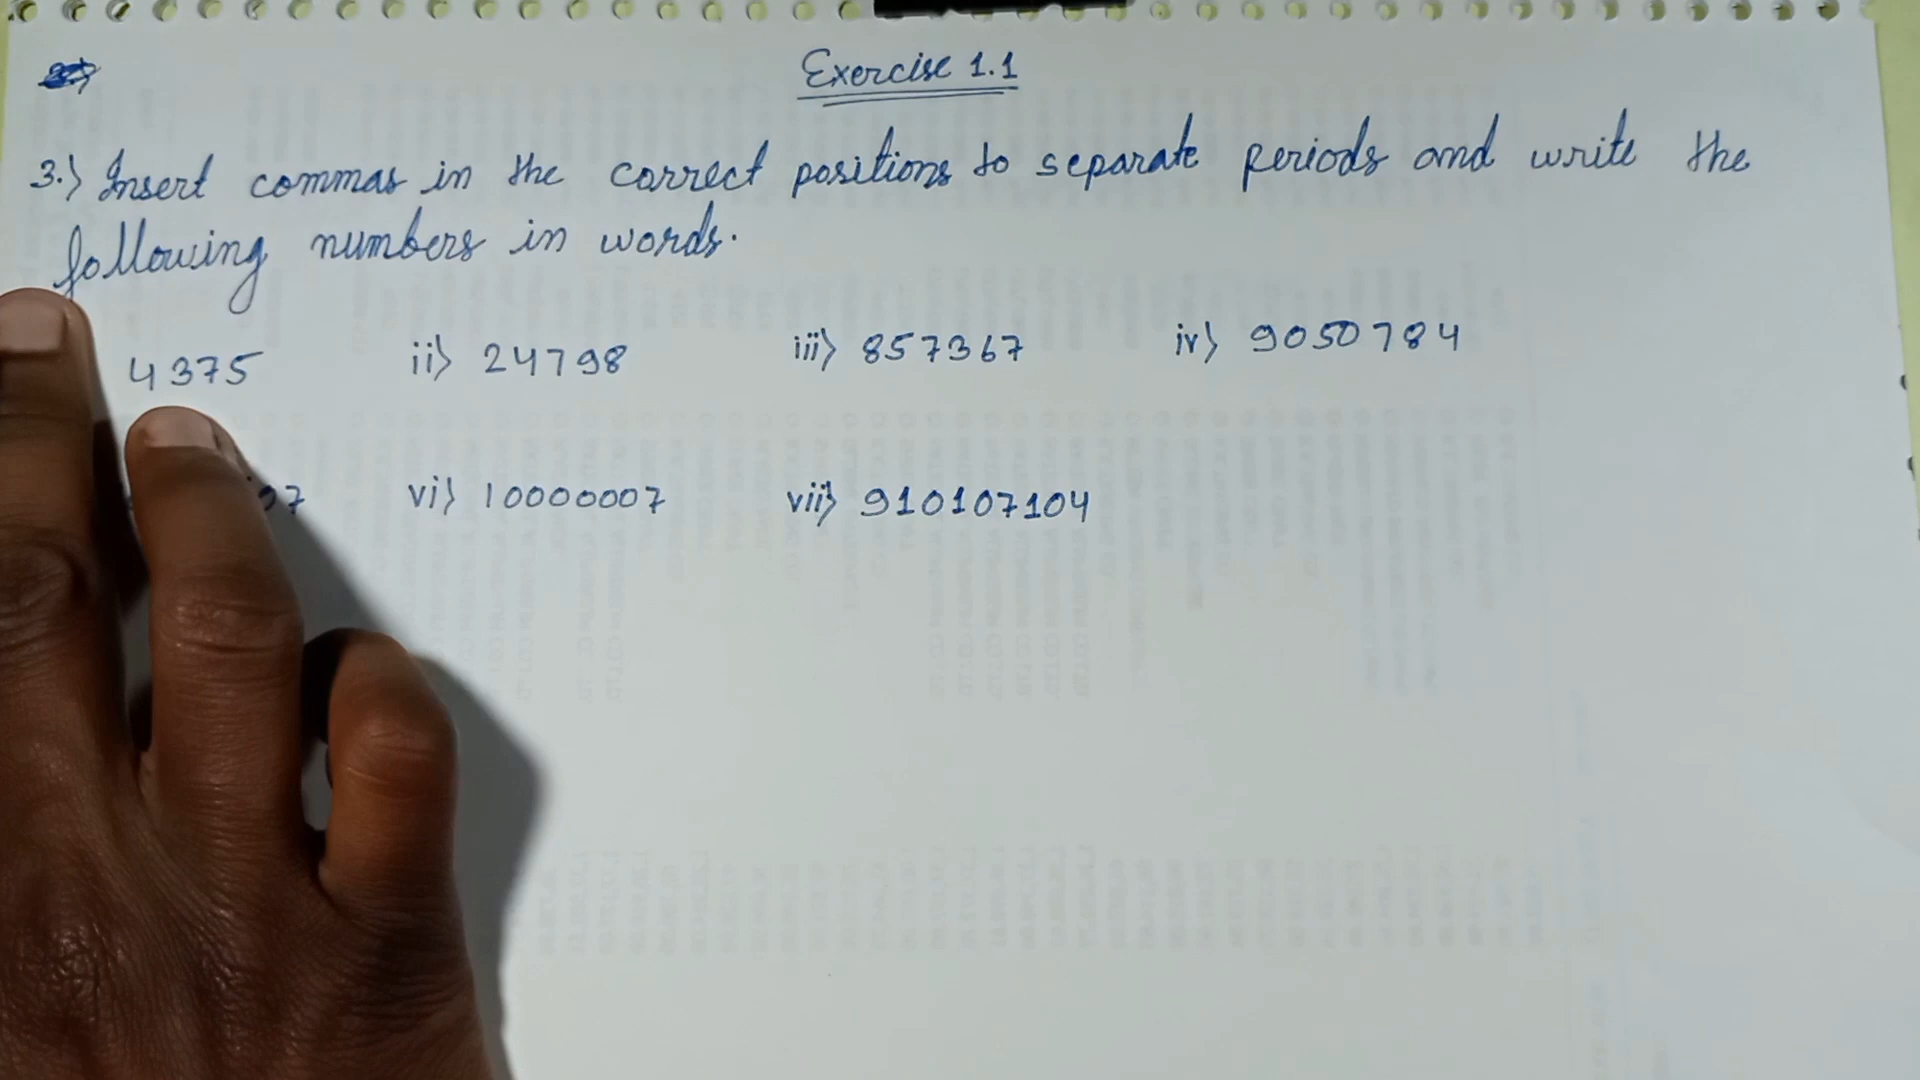 Exercise 1.1
3.) Insert commas in the correct positions to separate periods and write the
following numbers in words.
4375 ii) 24798 iii) 857367 iv) 9050784
07 vi) 10000007 vii) 910107104